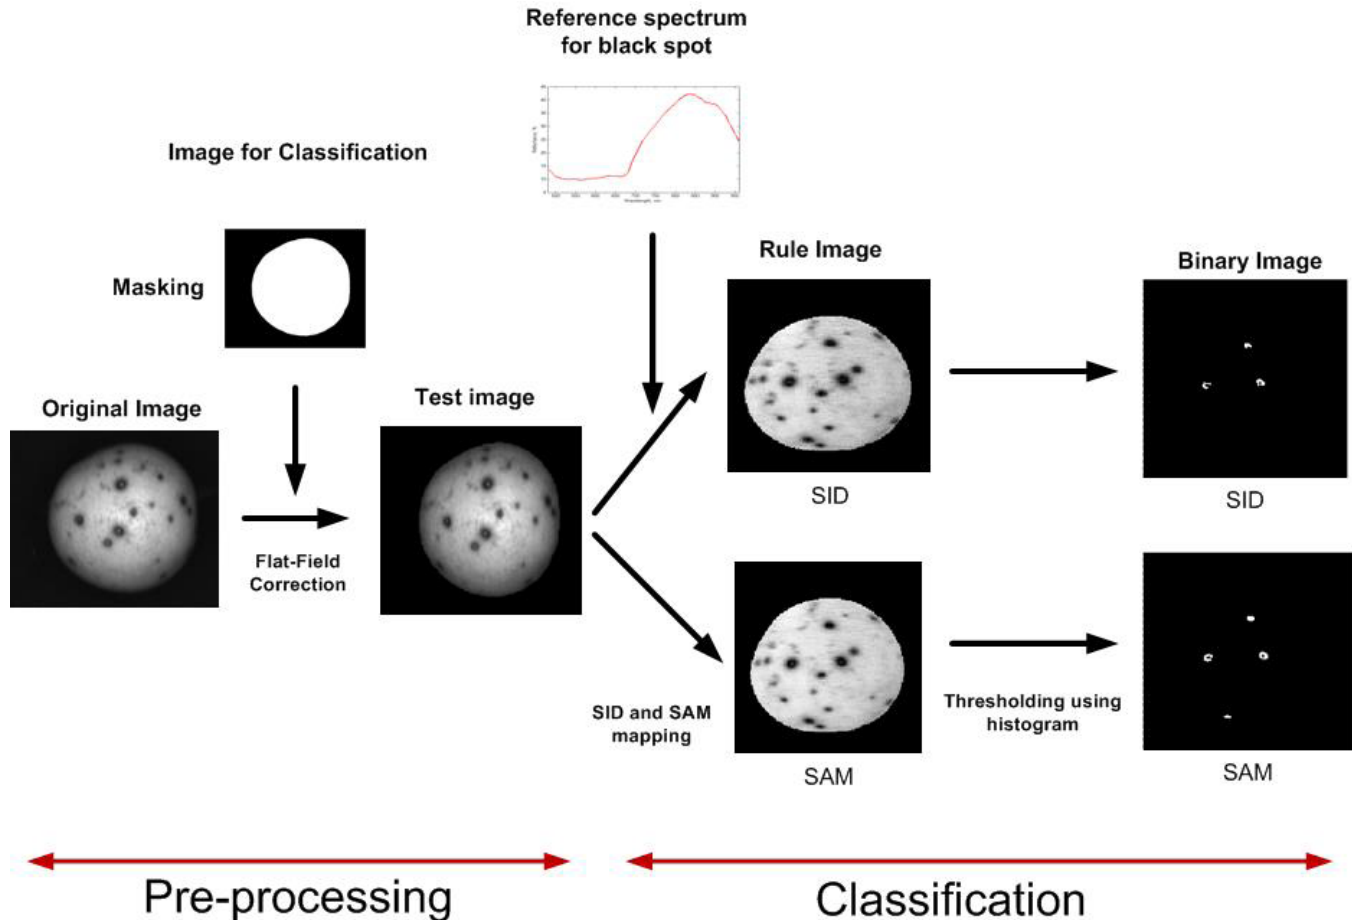 Reference spectrum
for black spot
Image for Classification
Masking
Rule Image
Binary Image
Original Image
Test image
SID
SID
Flat-Field
Correction
SID and SAM
mapping
Thresholding using
histogram
SAM
SAM
Pre-processing
Classification